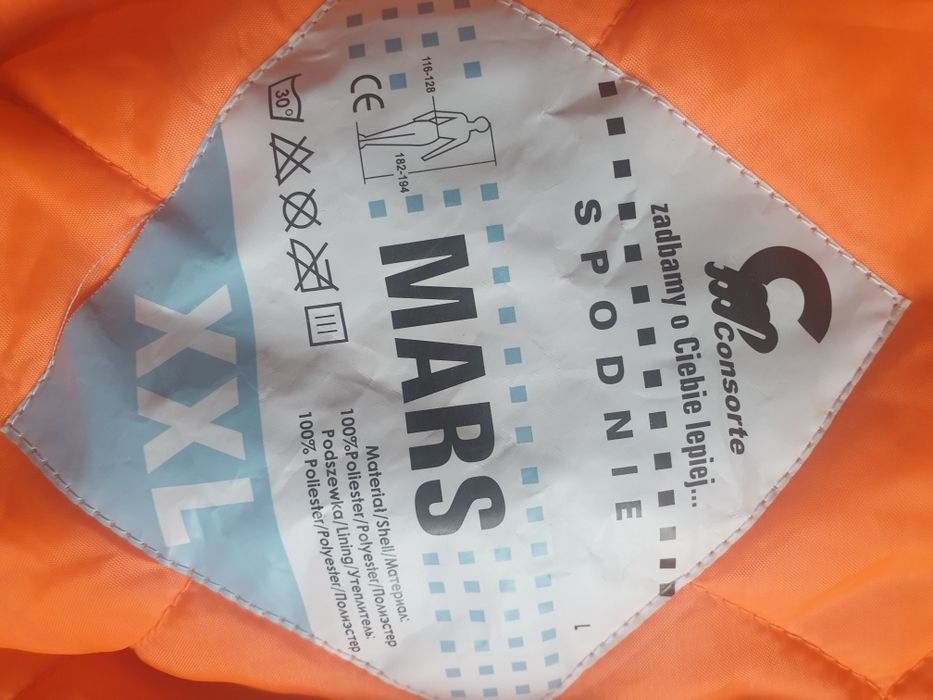 Consorte
zadbamy o Ciebie lepiej...
SPODNIE
L
MARS
CE
116-128
182-194
30°
Materiał/Shell/Материал:
100%Poliester/Polyester/Полиэстер
Podszewka/Lining/Утеплитель:
100% Poliester/Polyester/Полиэстер
XXL